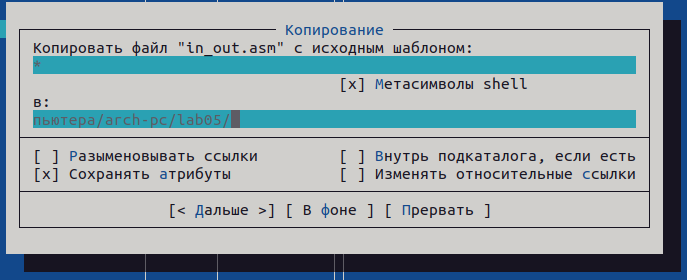 Копирование
Копировать файл "in_out.asm" с исходным шаблоном:
*
[x] Метасимволы shell
в:
пьютера/arch-pc/lab05/
[ ] Разыменовывать ссылки [ ] Внутрь подкаталога, если есть
[x] Сохранять атрибуты [ ] Изменять относительные ссылки
[< Дальше >] [ В фоне ] [ Прервать ]